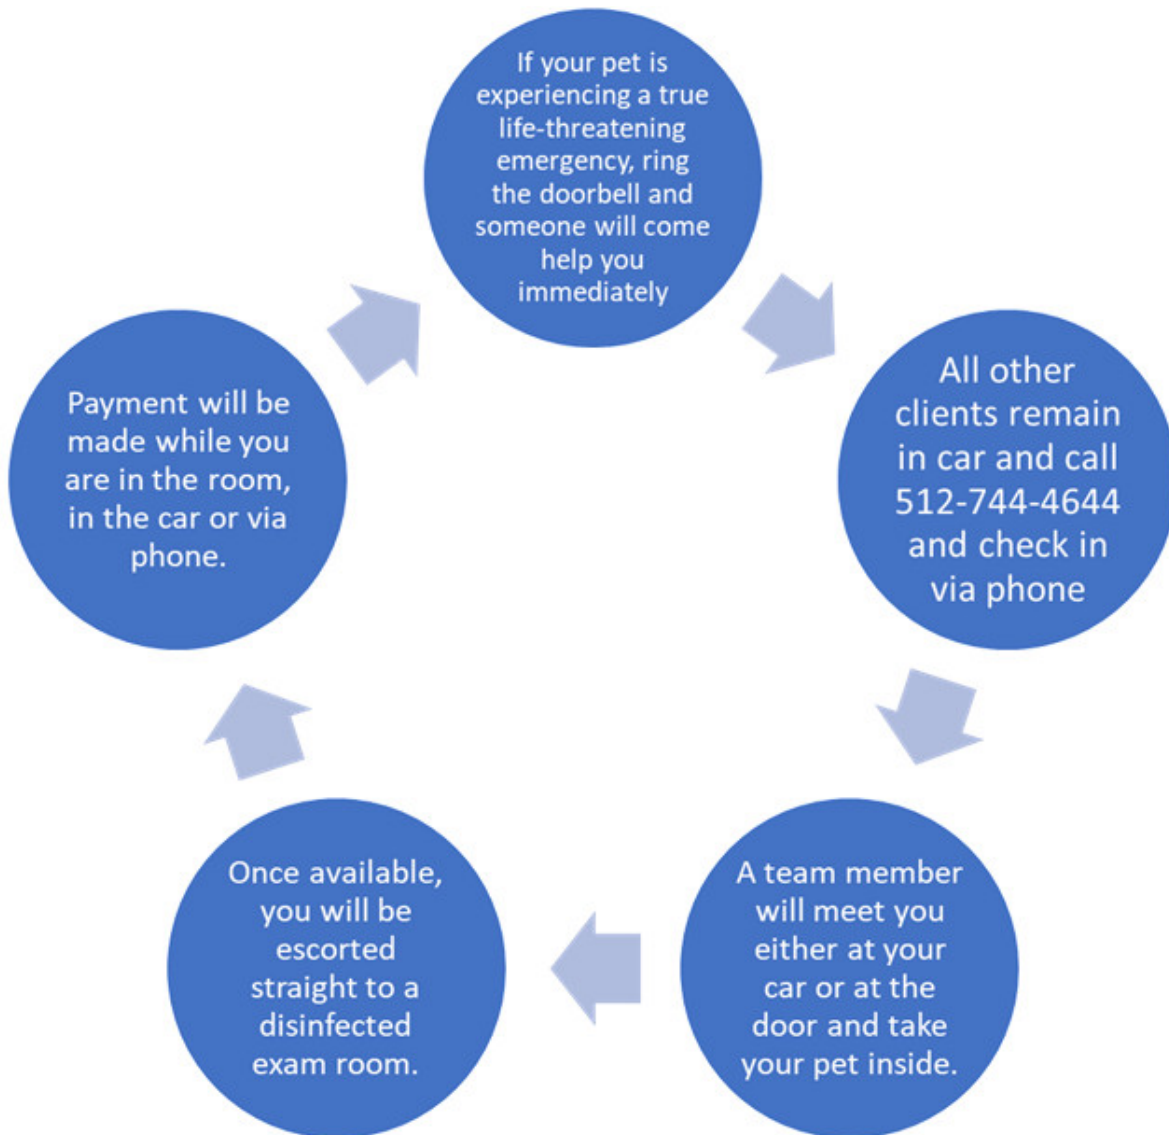 If your pet is
experiencing a true
life-threatening
emergency, ring
the doorbell and
someone will come
help you
immediately
All other
clients remain
in car and call
512-744-4644
and check in
via phone
A team member
will meet you
either at your
car or at the
door and take
your pet inside.
Once available,
you will be
escorted
straight to a
disinfected
exam room.
Payment will be
made while you
are in the room,
in the car or via
phone.